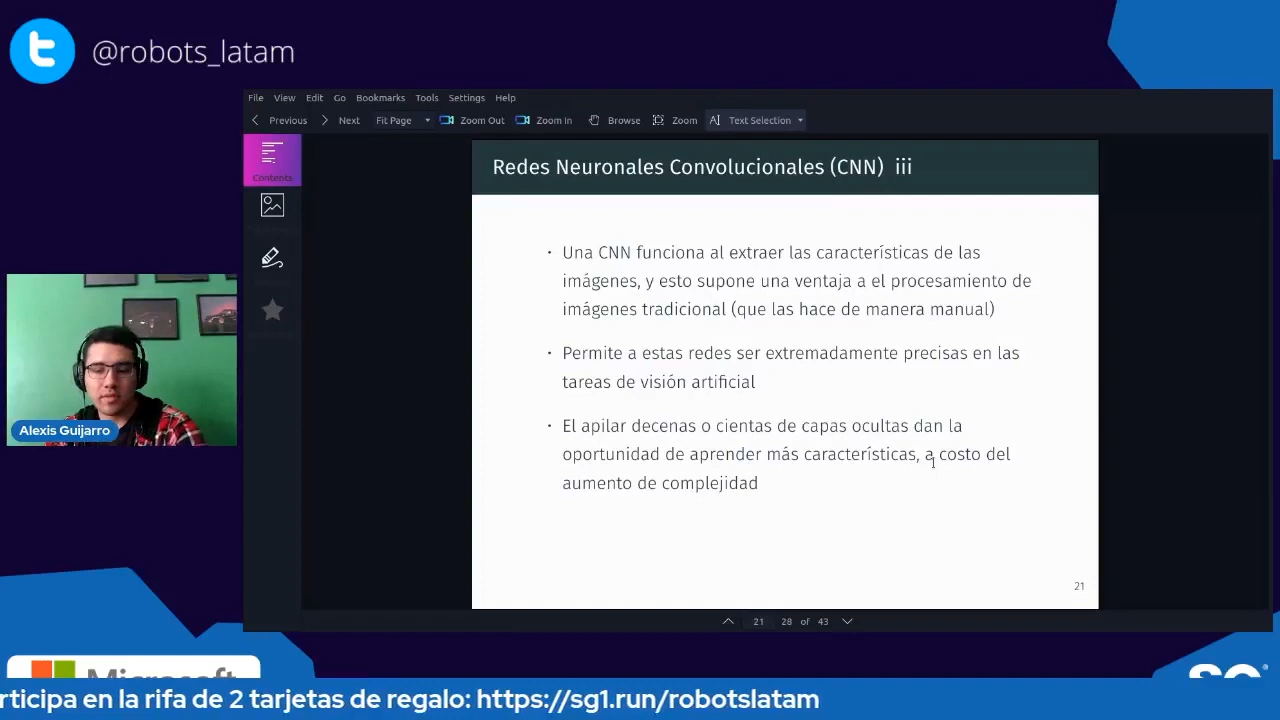 @robots_latam
File View Edit Go Bookmarks Tools Settings Help
Previous Next Fit Page Zoom Out Zoom In Browse Zoom Text Selection
Contents
Redes Neuronales Convolucionales (CNN) iii
· Una CNN funciona al extraer las características de las
imágenes, y esto supone una ventaja a el procesamiento de
imágenes tradicional (que las hace de manera manual)
· Permite a estas redes ser extremadamente precisas en las
tareas de visión artificial
· El apilar decenas o cientas de capas ocultas dan la
oportunidad de aprender más características, a costo del
aumento de complejidad
21
21 28 of 43
Alexis Guijarro
Microsoft
SG
rticipa en la rifa de 2 tarjetas de regalo: https://sg1.run/robotslatam